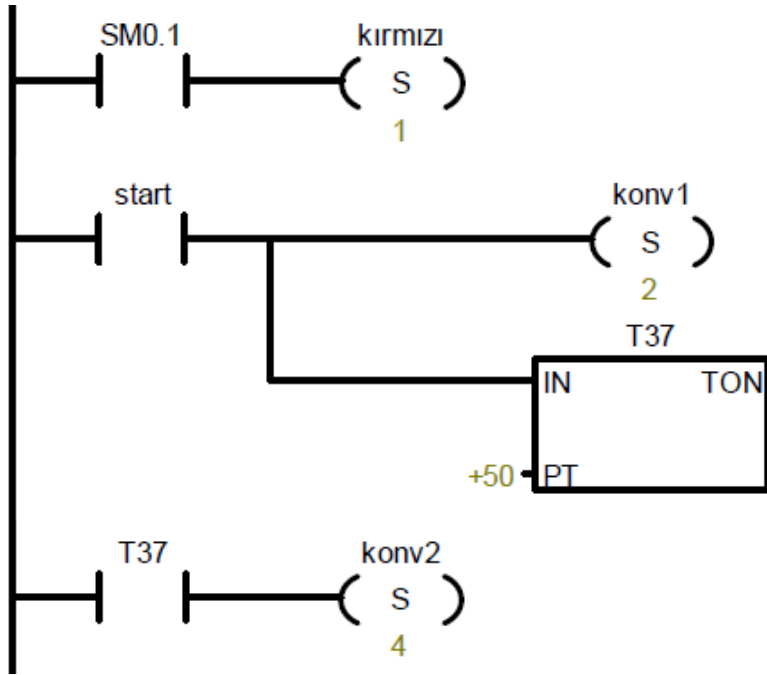 SM0.1 kırmızı
S
1
start konv1
S
2
T37
IN TON
+50 PT
T37 konv2
S
4